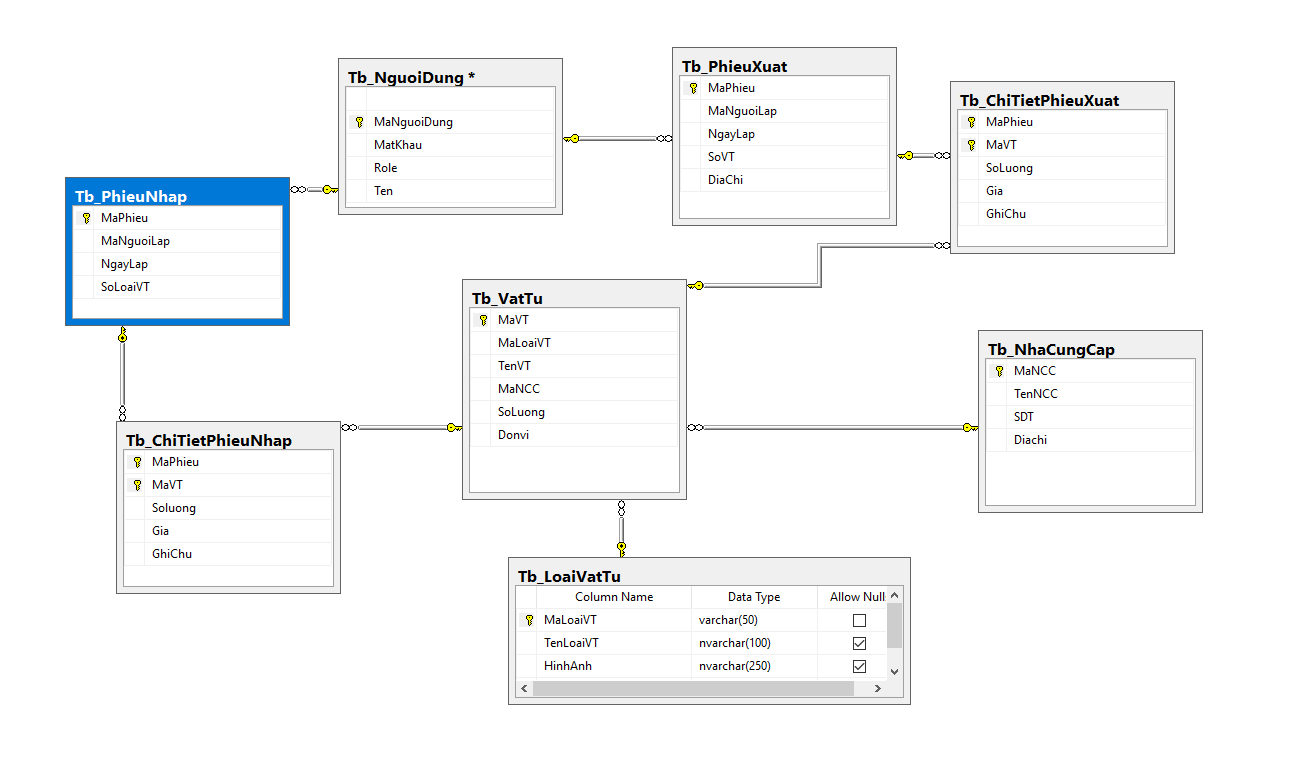 Tb_NguoiDung *
MaNguoiDung
MatKhau
Role
Ten
Tb_PhieuXuat
MaPhieu
MaNguoiLap
NgayLap
SoVT
DiaChi
Tb_ChiTietPhieuXuat
MaPhieu
MaVT
SoLuong
Gia
GhiChu
Tb_PhieuNhap
MaPhieu
MaNguoiLap
NgayLap
SoLoaiVT
Tb_VatTu
MaVT
MaLoaiVT
TenVT
MaNCC
SoLuong
Donvi
Tb_NhaCungCap
MaNCC
TenNCC
SDT
Diachi
Tb_ChiTietPhieuNhap
MaPhieu
MaVT
Soluong
Gia
GhiChu
Tb_LoaiVatTu
Column Name Data Type Allow Null
MaLoaiVT varchar(50)
TenLoaiVT nvarchar(100)
HinhAnh nvarchar(250)